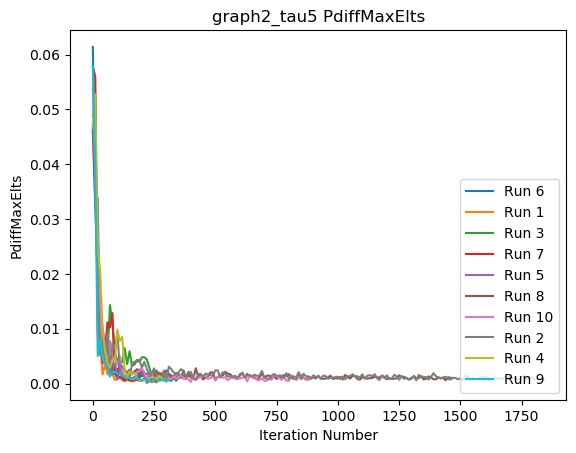 graph2_tau5 PdiffMaxElts
PdiffMaxElts
0.06
0.05
0.04
0.03
0.02
0.01
0.00
0
250
500
750
1000
1250
1500
1750
Iteration Number
Run 6
Run 1
Run 3
Run 7
Run 5
Run 8
Run 10
Run 2
Run 4
Run 9